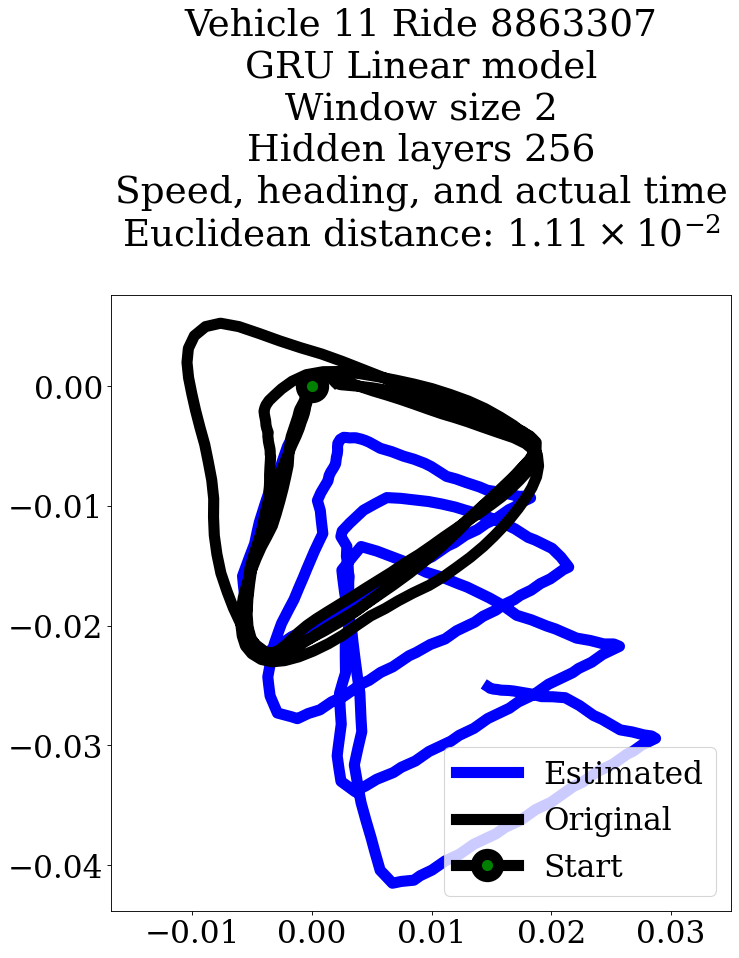 Vehicle 11 Ride 8863307
GRU Linear model
Window size 2
Hidden layers 256
Speed, heading, and actual time
Euclidean distance: 1.11 × 10⁻²
0.00
−0.01
−0.02
−0.03
−0.04
Estimated
Original
Start
−0.01 0.00 0.01 0.02 0.03